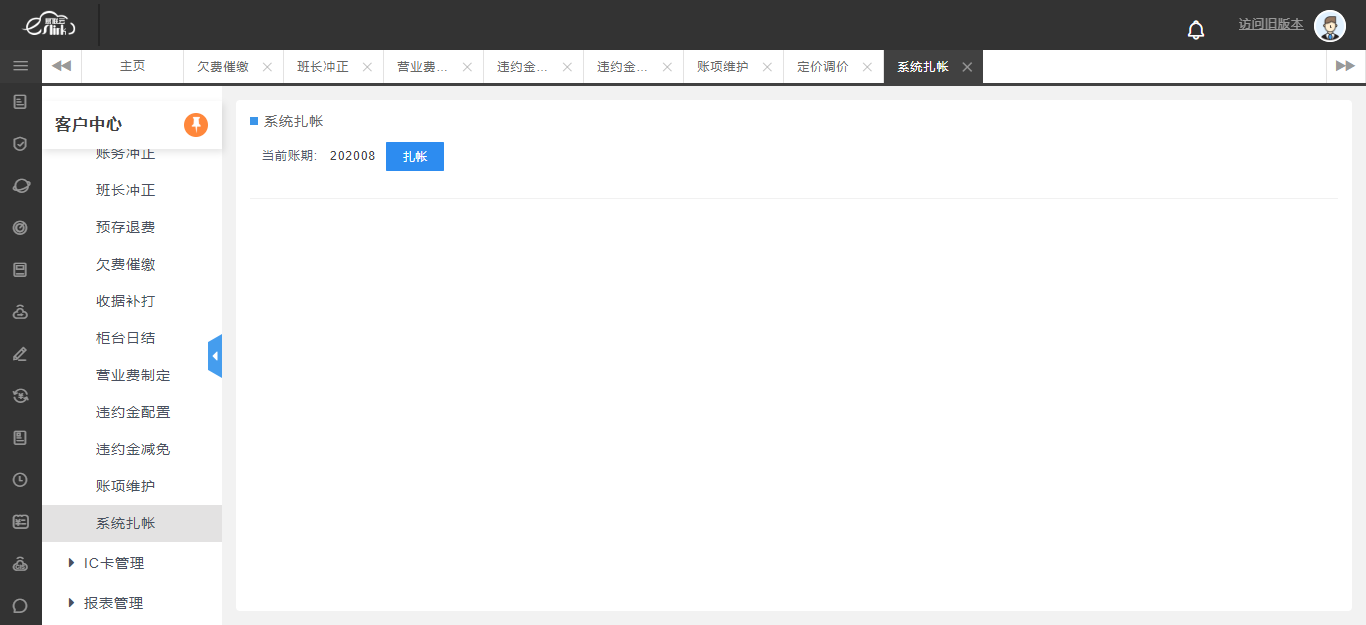 易联云
eslink
访问旧版本
主页
欠费催缴
班长冲正
营业费...
违约金...
违约金...
账项维护
定价调价
系统扎帐
客户中心
账务冲正
班长冲正
预存退费
欠费催缴
收据补打
柜台日结
营业费制定
违约金配置
违约金减免
账项维护
系统扎帐
IC卡管理
报表管理
系统扎帐
当前账期: 202008 扎帐